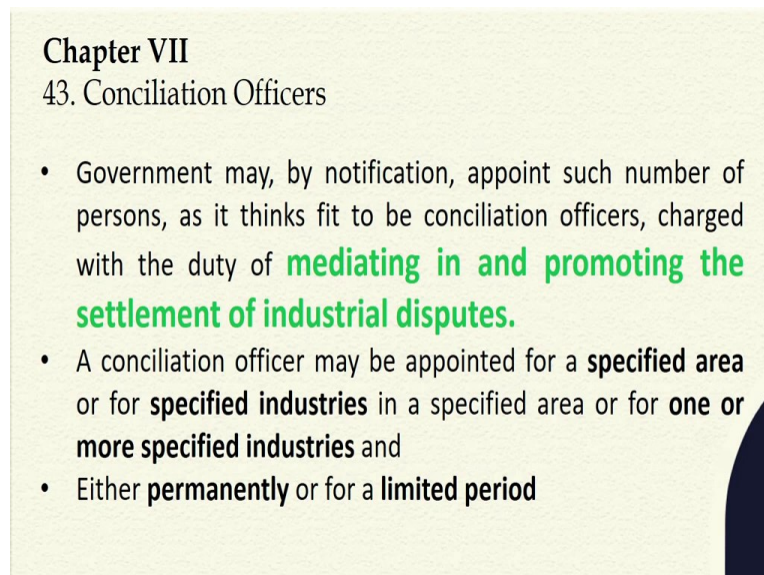 Chapter VII
43. Conciliation Officers
• Government may, by notification, appoint such number of
persons, as it thinks fit to be conciliation officers, charged
with the duty of mediating in and promoting the
settlement of industrial disputes.
• A conciliation officer may be appointed for a specified area
or for specified industries in a specified area or for one or
more specified industries and
• Either permanently or for a limited period